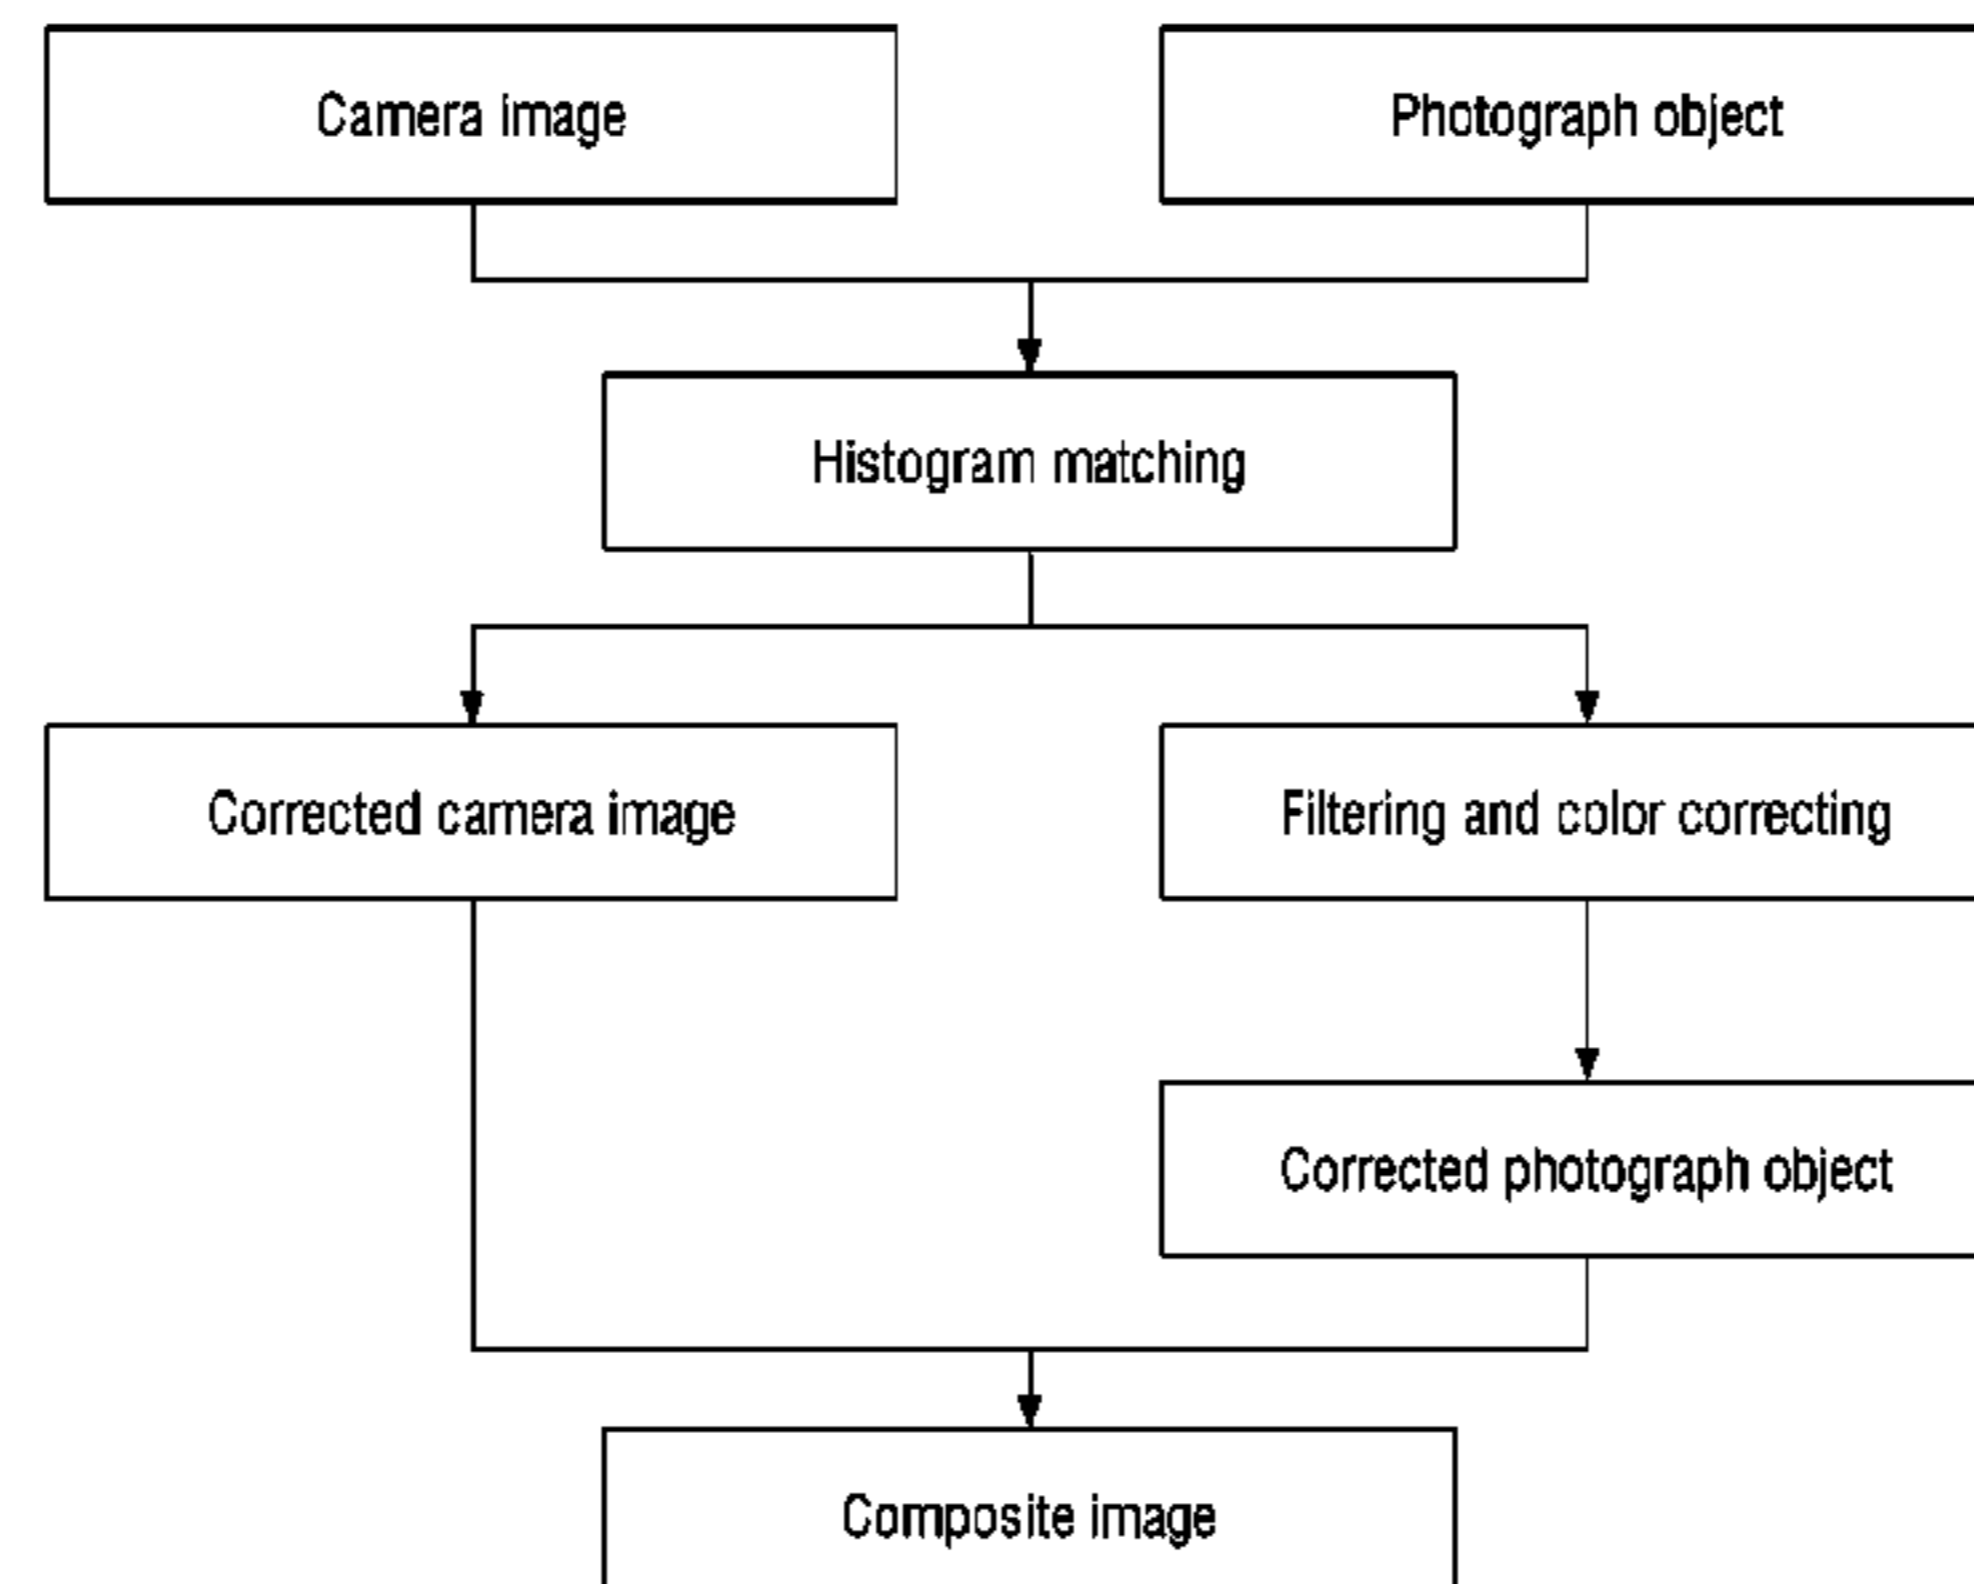 Camera image
Photograph object
Histogram matching
Corrected camera image
Filtering and color correcting
Corrected photograph object
Composite image